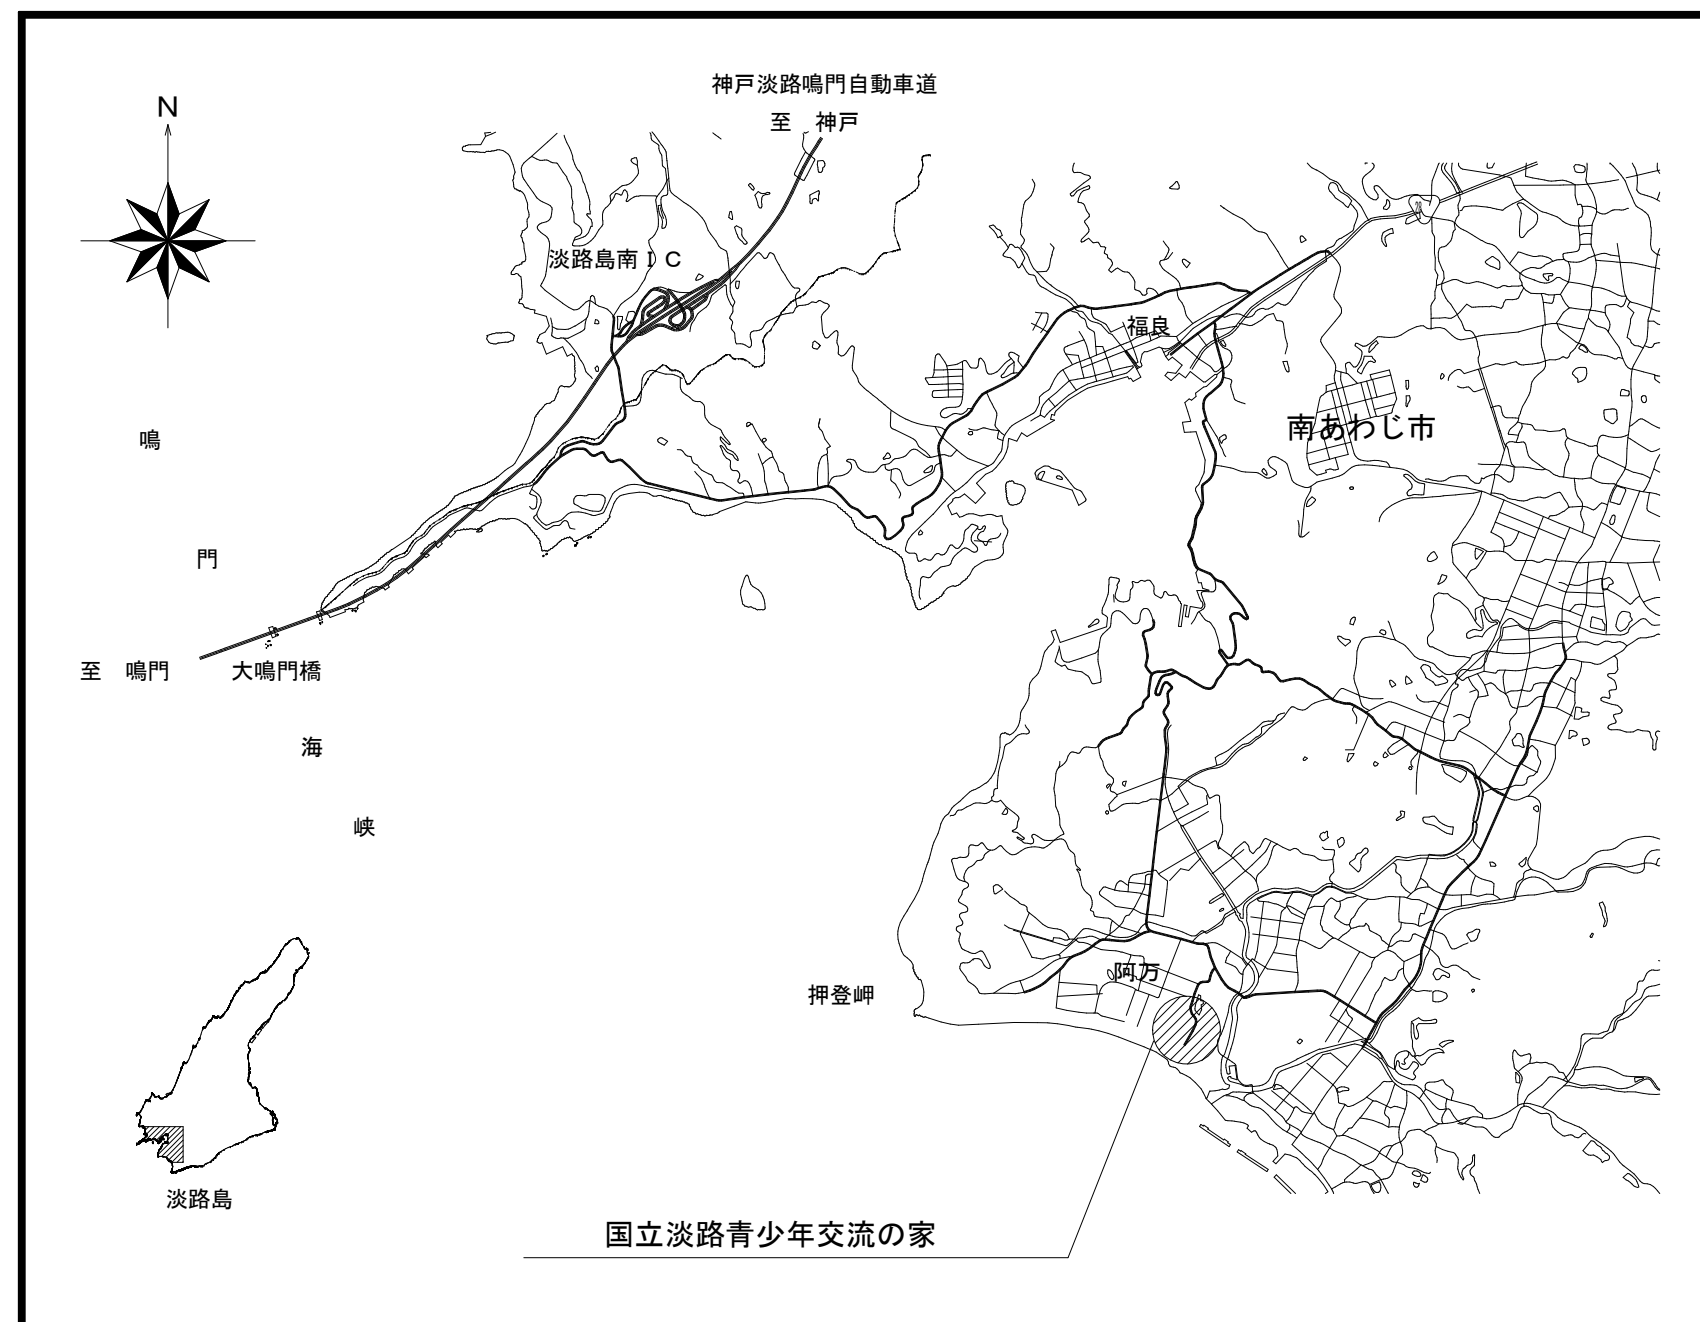 神戸淡路鳴門自動車道
至　神戸
N
淡路島南ＩＣ
福良
南あわじ市
鳴
門
海
峡
至　鳴門
大鳴門橋
阿万
押登岬
淡路島
国立淡路青少年交流の家